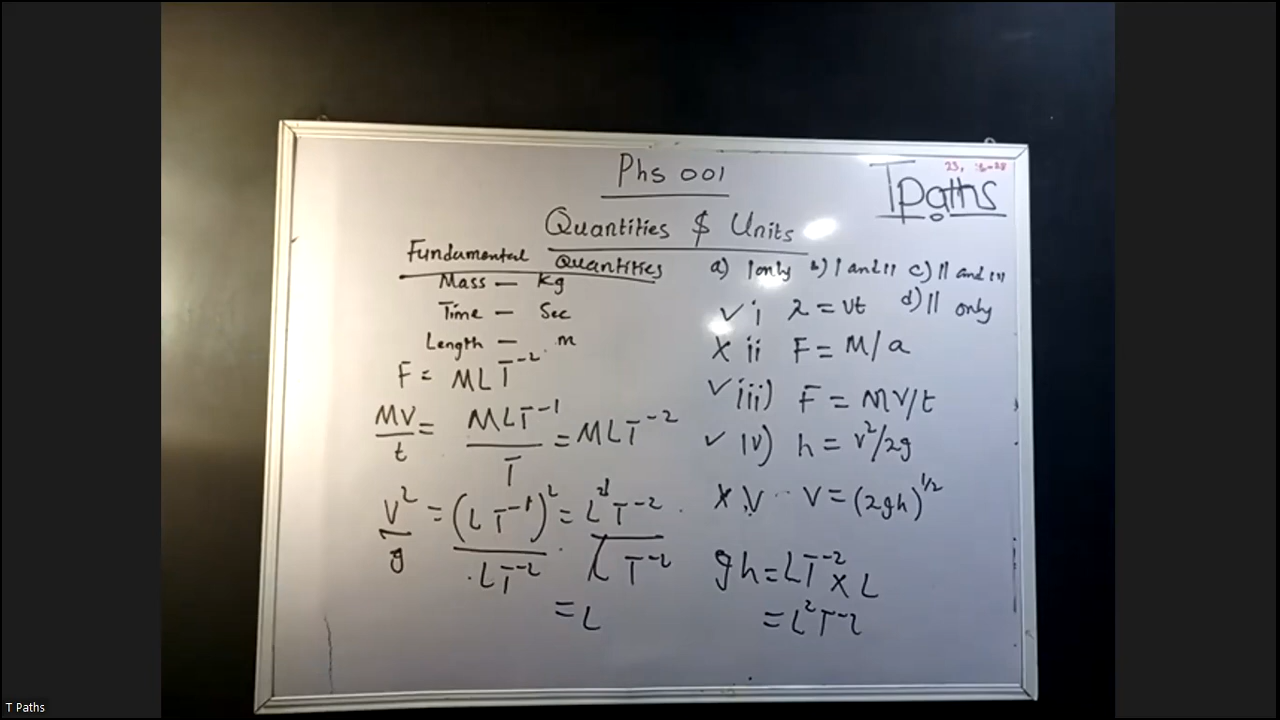 Phs 001
Tpaths
Quantities $ Units
Fundamental Quantities
Mass — Kg
Time — Sec
Length — m
F = MLT⁻²
MV/t = MLT⁻¹/T = MLT⁻²
V²/g = (LT⁻¹)²/LT⁻² = L²T⁻²/LT⁻²
= L
a) I only b) I and II c) II and III
d) II only
✓ i λ = vt
X ii F = M/a
✓ iii) F = MV/t
✓ IV) h = v²/2g
X V V = (2gh)^1/2
gh = LT⁻² X L
= L²T⁻²
T Paths